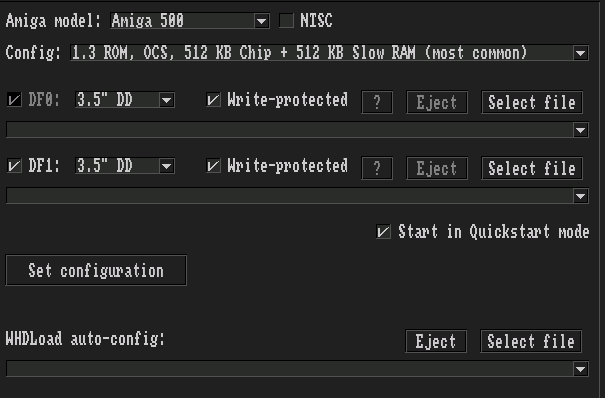 Amiga model: Amiga 500 NTSC
Config: 1.3 ROM, OCS, 512 KB Chip + 512 KB Slow RAM (most common)
DF0: 3.5" DD Write-protected ? Eject Select file
DF1: 3.5" DD Write-protected ? Eject Select file
Start in Quickstart mode
Set configuration
WHDLoad auto-config: Eject Select file